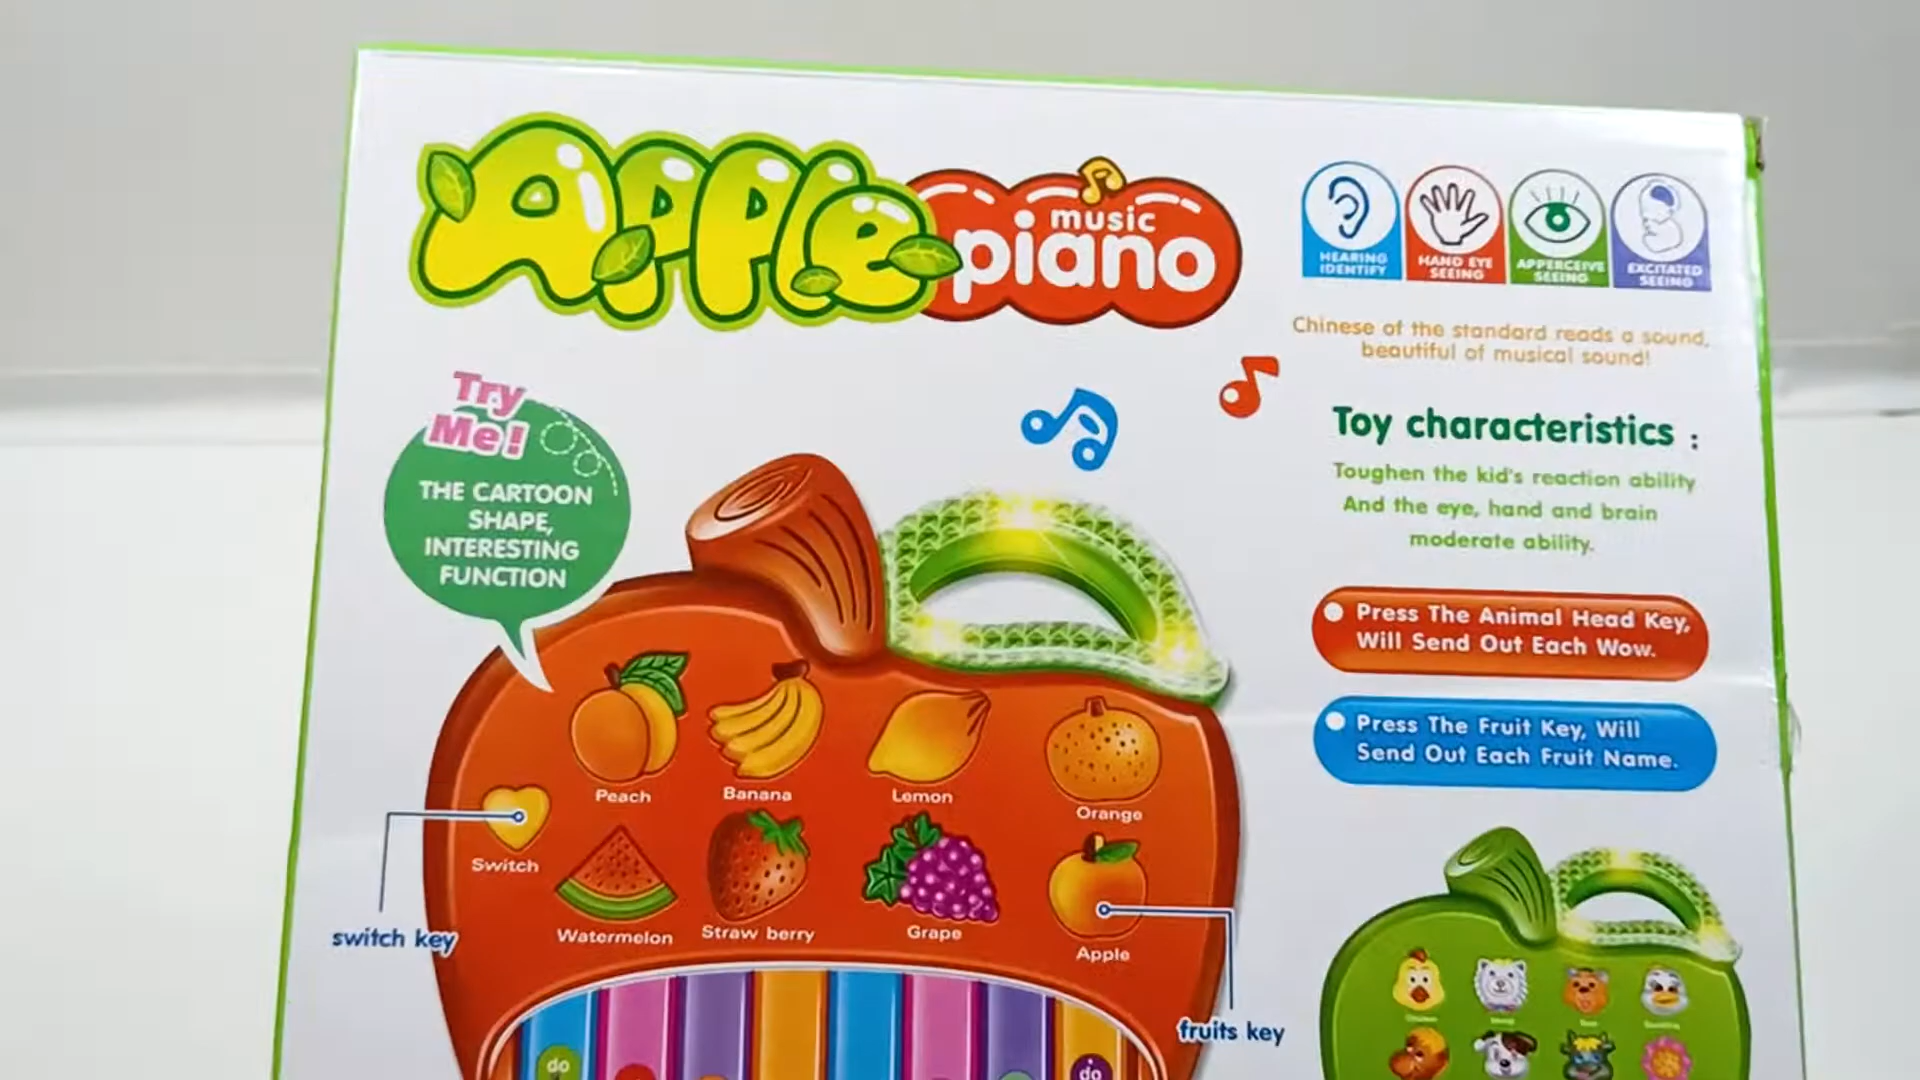 Apple
music
piano
HEARING
IDENTIFY
HAND EYE
SEEING
APPERCEIVE
SEEING
EXCITATED
SEEING
Chinese of the standard reads a sound,
beautiful of musical sound!
Try
Me!
THE CARTOON
SHAPE,
INTERESTING
FUNCTION
Toy characteristics :
Toughen the kid's reaction ability
And the eye, hand and brain
moderate ability.
Press The Animal Head Key,
Will Send Out Each Wow.
Press The Fruit Key, Will
Send Out Each Fruit Name.
Peach
Banana
Lemon
Orange
Switch
Watermelon
Straw berry
Grape
Apple
switch key
fruits key
do
do